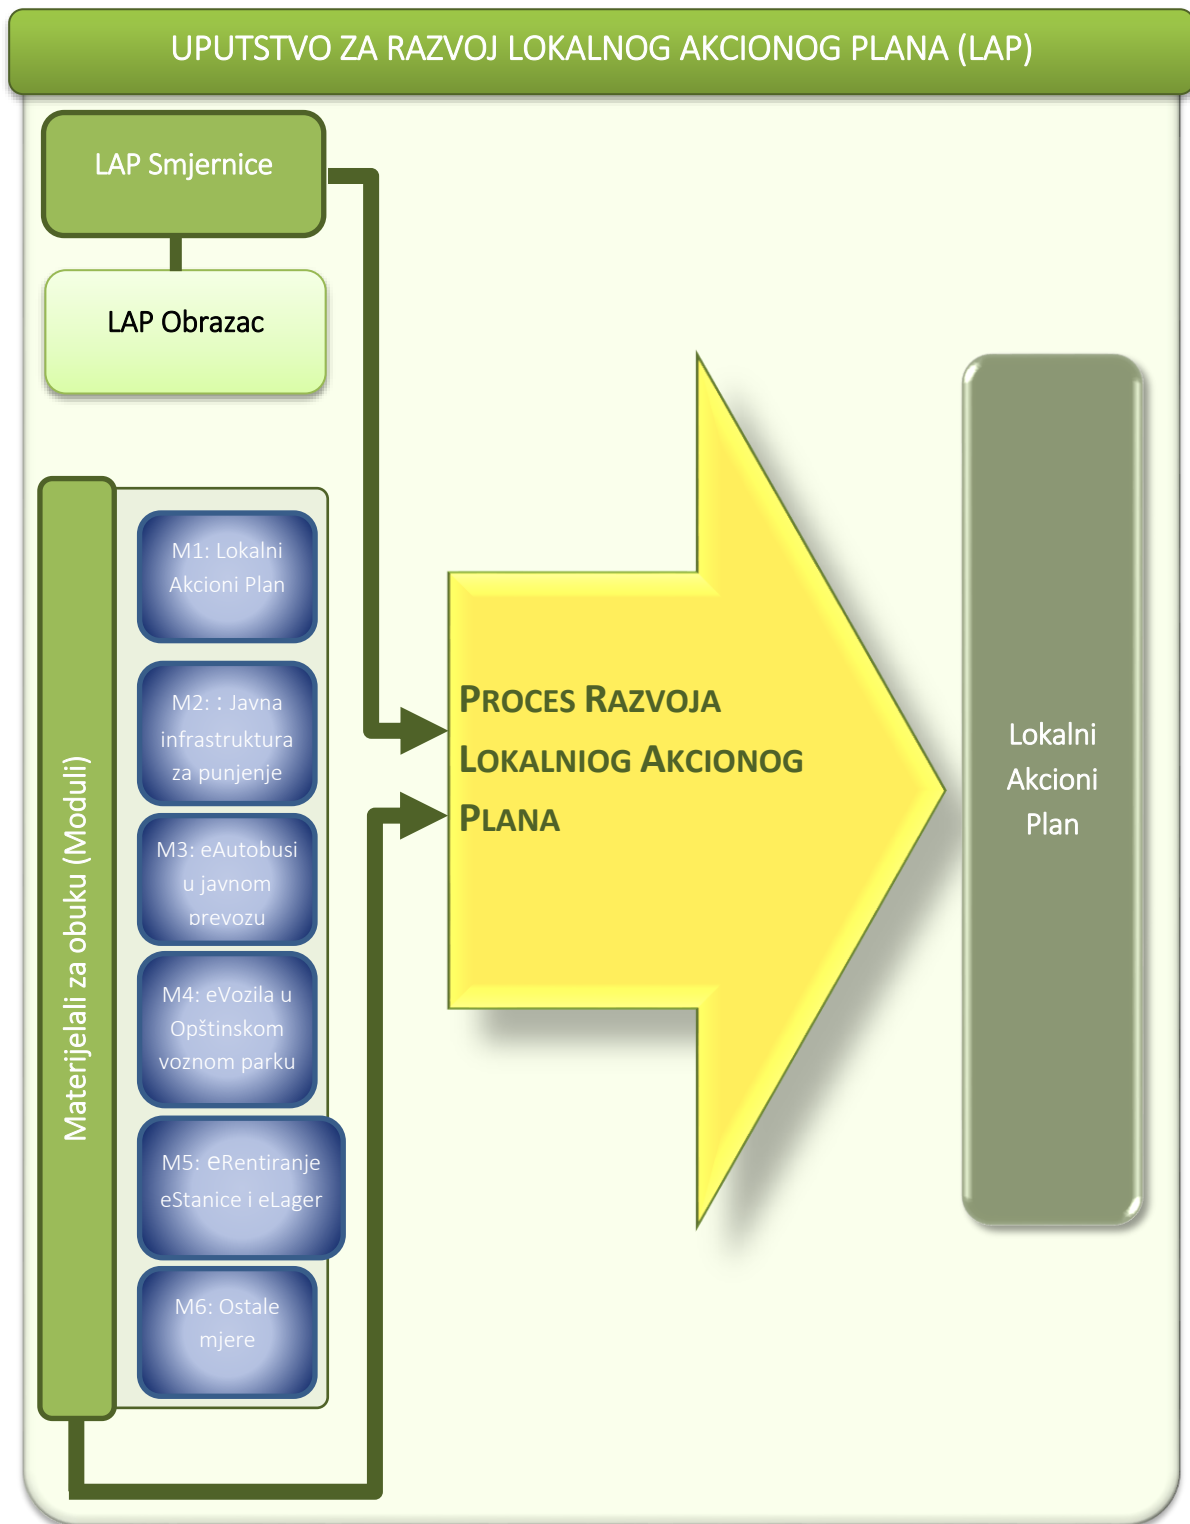 UPUTSTVO ZA RAZVOJ LOKALNOG AKCIONOG PLANA (LAP)
LAP Smjernice
LAP Obrazac
Materijelali za obuku (Moduli)
M1: Lokalni
Akcioni Plan
M2: : Javna
infrastruktura
za punjenje
M3: eAutobusi
u javnom
prevozu
M4: eVozila u
Opštinskom
voznom parku
M5: eRentiranje
eStanice i eLager
M6: Ostale
mjere
PROCES RAZVOJA
LOKALNIOG AKCIONOG
PLANA
Lokalni
Akcioni
Plan